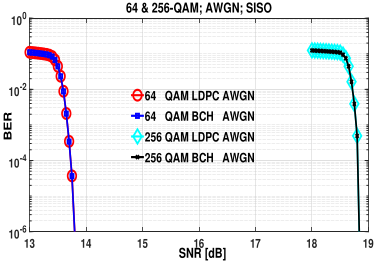 64 & 256-QAM; AWGN; SISO
10^0
10^-2
10^-4
10^-6
BER
64 QAM LDPC AWGN
64 QAM BCH AWGN
256 QAM LDPC AWGN
256 QAM BCH AWGN
13 14 15 16 17 18 19
SNR [dB]